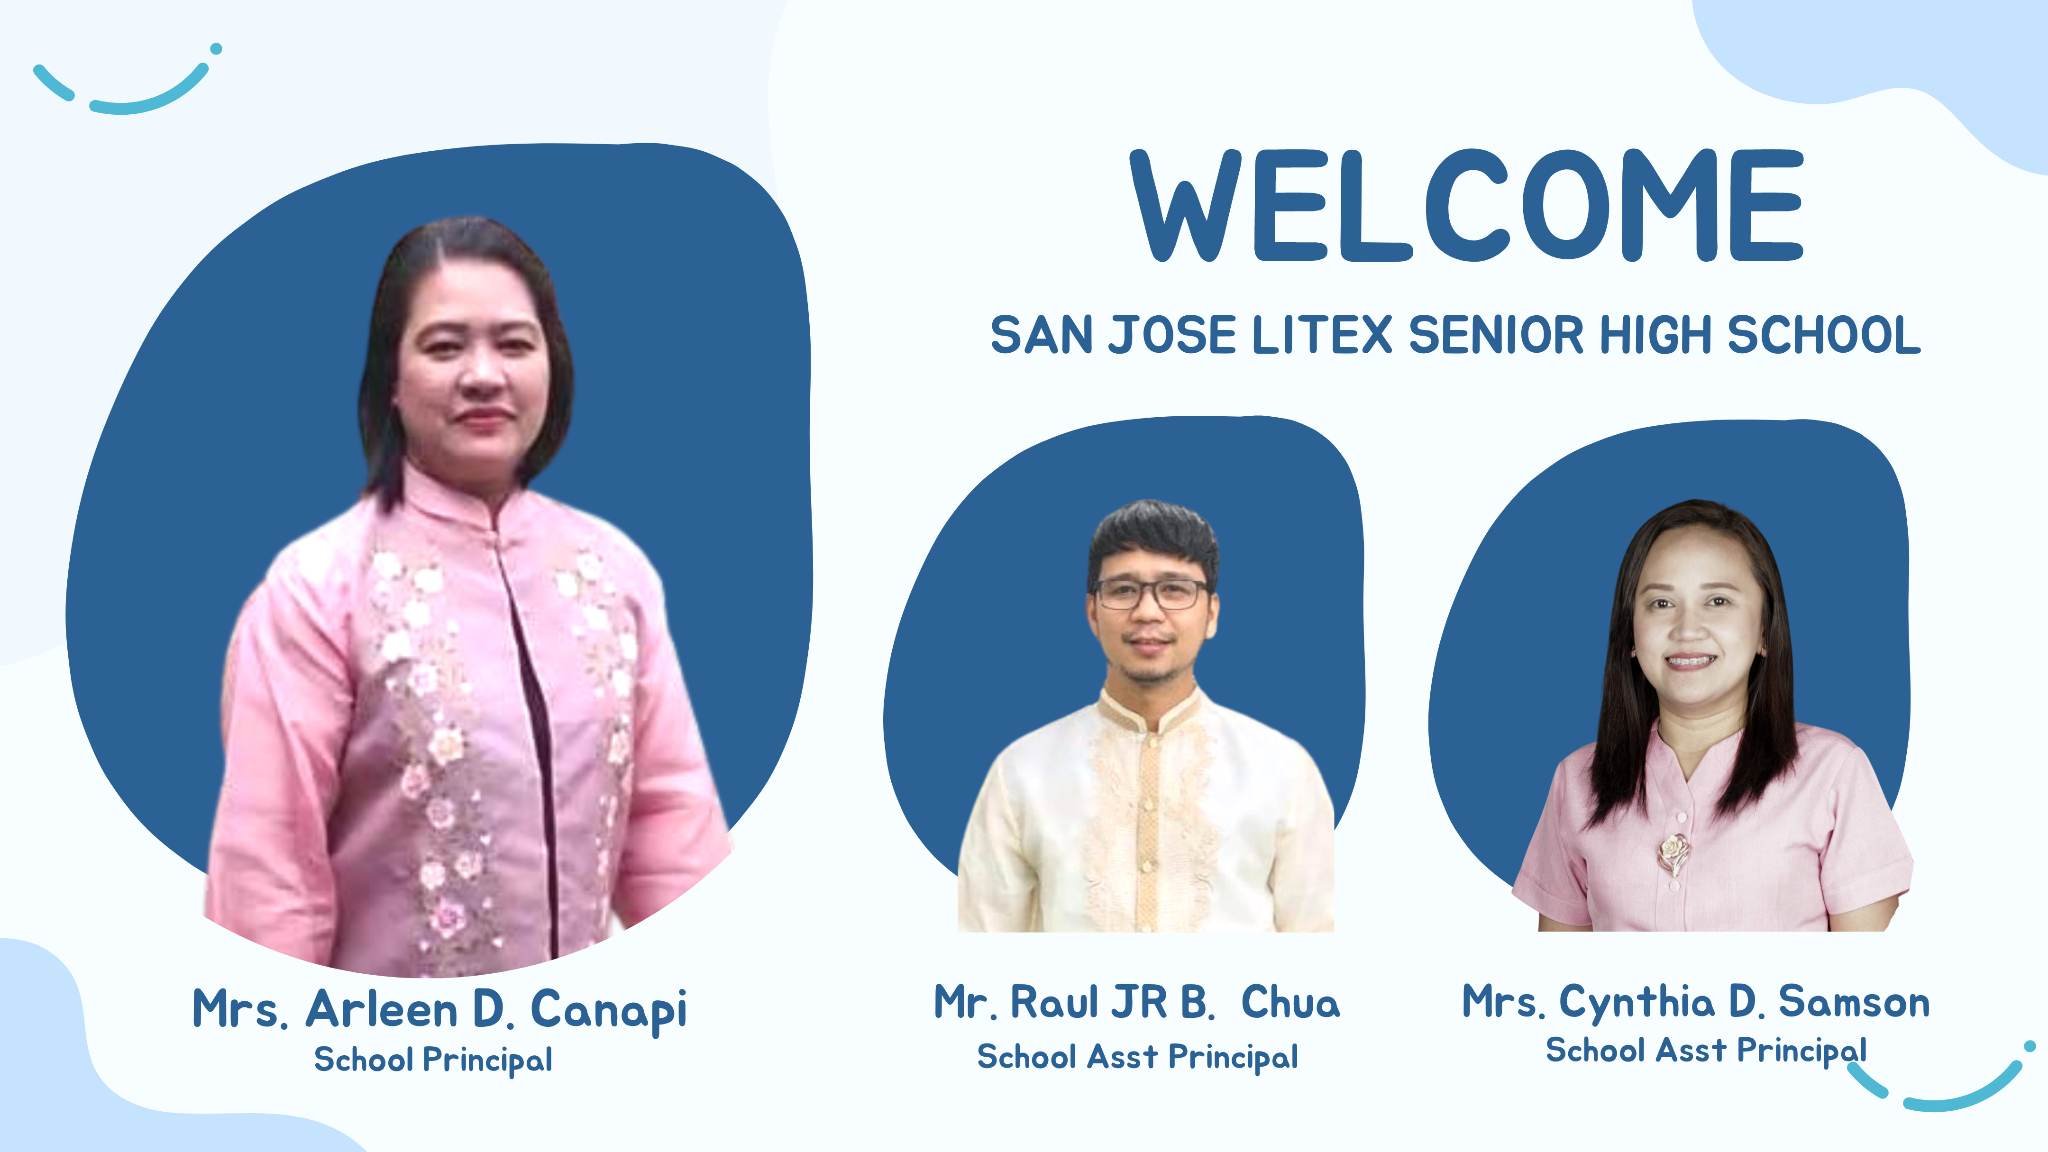 WELCOME
SAN JOSE LITEX SENIOR HIGH SCHOOL
Mrs. Arleen D. Canapi
School Principal
Mr. Raul JR B. Chua
School Asst Principal
Mrs. Cynthia D. Samson
School Asst Principal